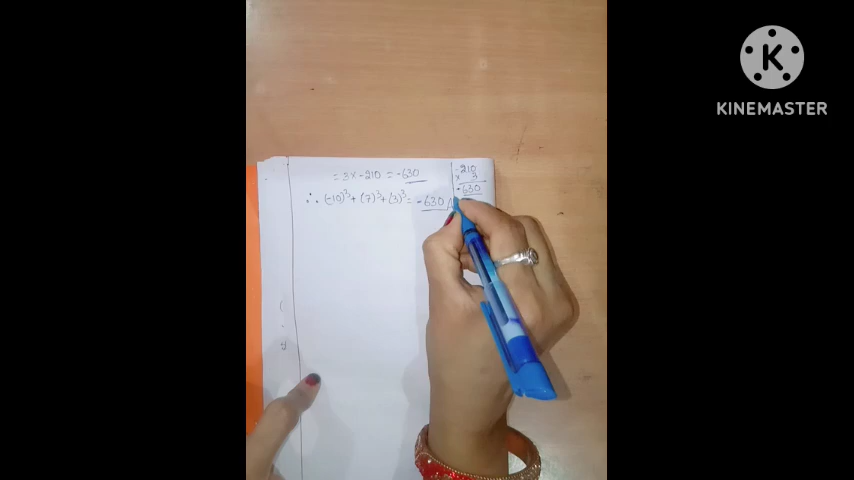 = 3 x -210 = -630
∴ (-10)³ + (7)³ + (3)³ = -630
-210
x 3
-630
K
KINEMASTER